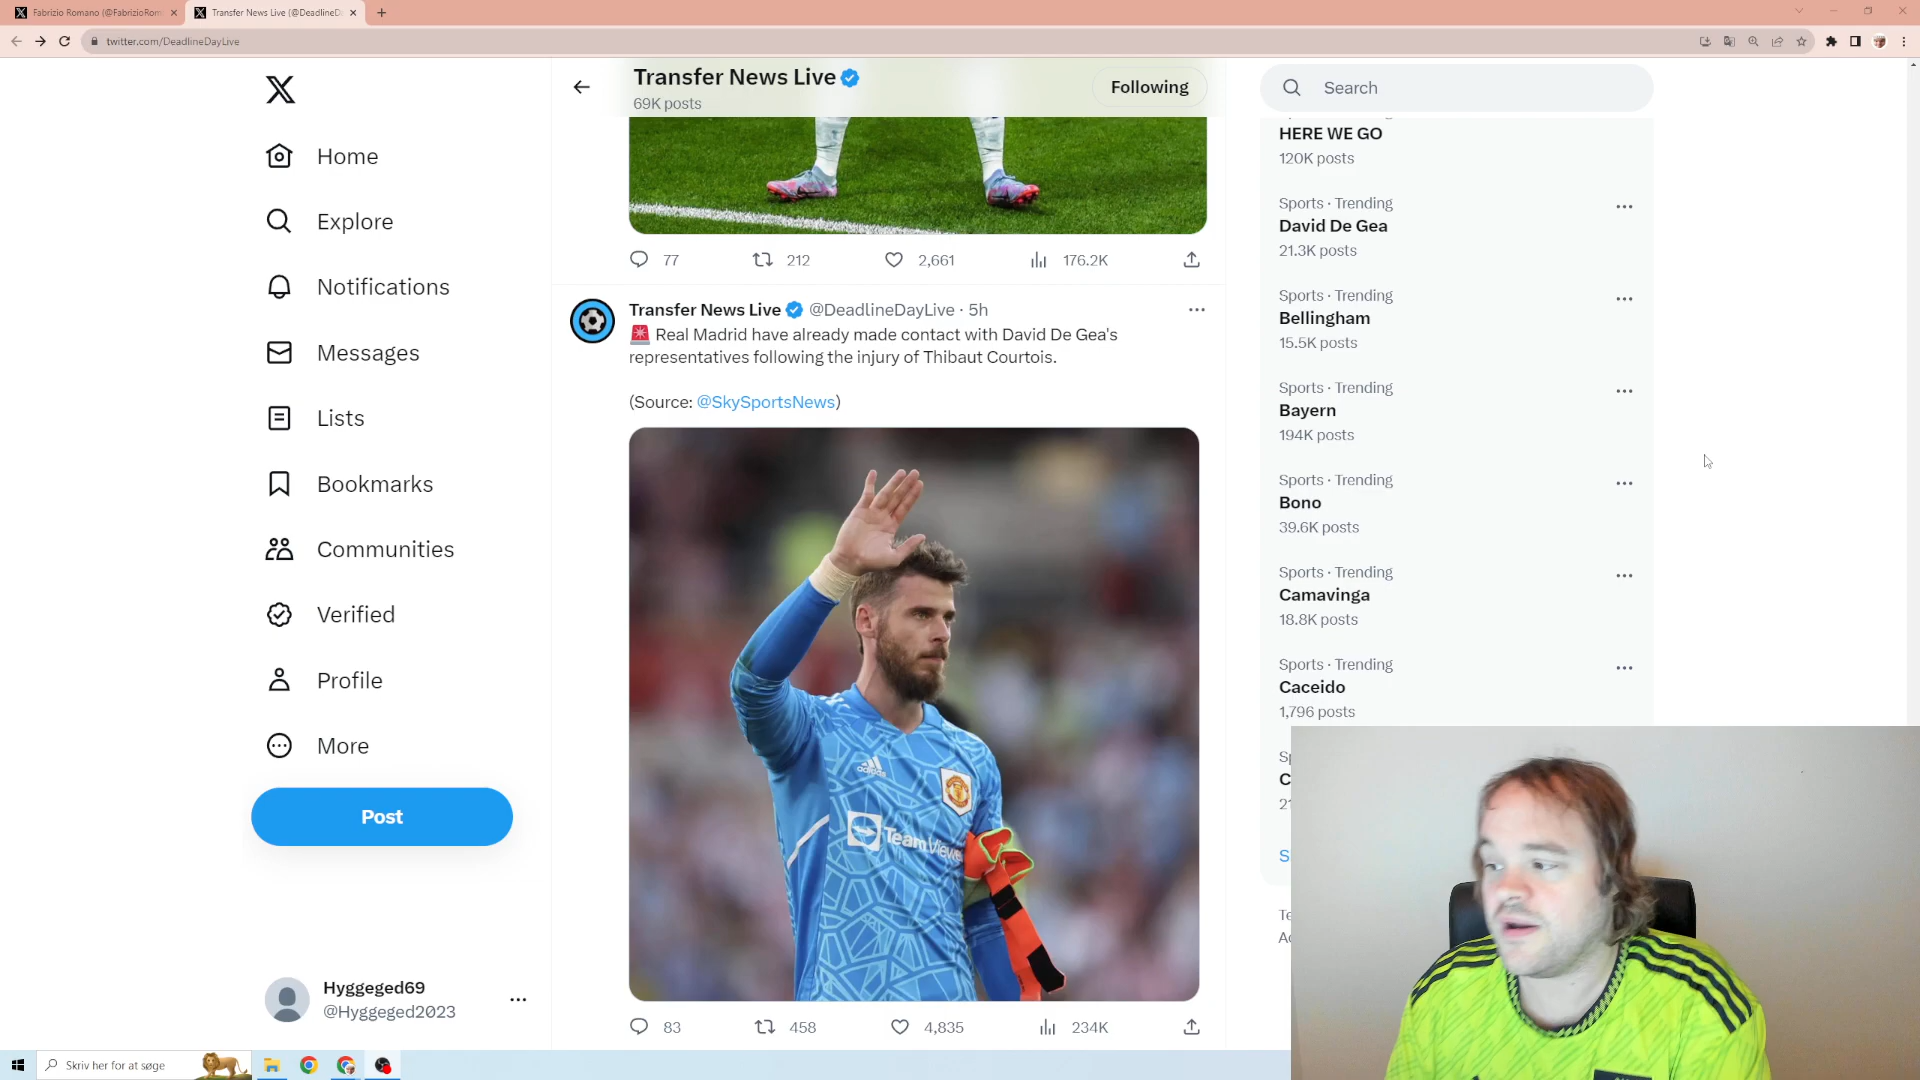 Fabrizio Romano (@FabrizioRom
Transfer News Live (@DeadlineDa
twitter.com/DeadlineDayLive
Home
Explore
Notifications
Messages
Lists
Bookmarks
Communities
Verified
Profile
More
Post
Hyggeged69
@Hyggeged2023
Transfer News Live
69K posts
Following
77 212 2,661 176.2K
Transfer News Live @DeadlineDayLive · 5h
Real Madrid have already made contact with David De Gea's
representatives following the injury of Thibaut Courtois.
(Source: @SkySportsNews)
adidas
TeamViewe
83 458 4,835 234K
Search
HERE WE GO
120K posts
Sports · Trending
David De Gea
21.3K posts
Sports · Trending
Bellingham
15.5K posts
Sports · Trending
Bayern
194K posts
Sports · Trending
Bono
39.6K posts
Sports · Trending
Camavinga
18.8K posts
Sports · Trending
Caceido
1,796 posts
Skriv her for at søge